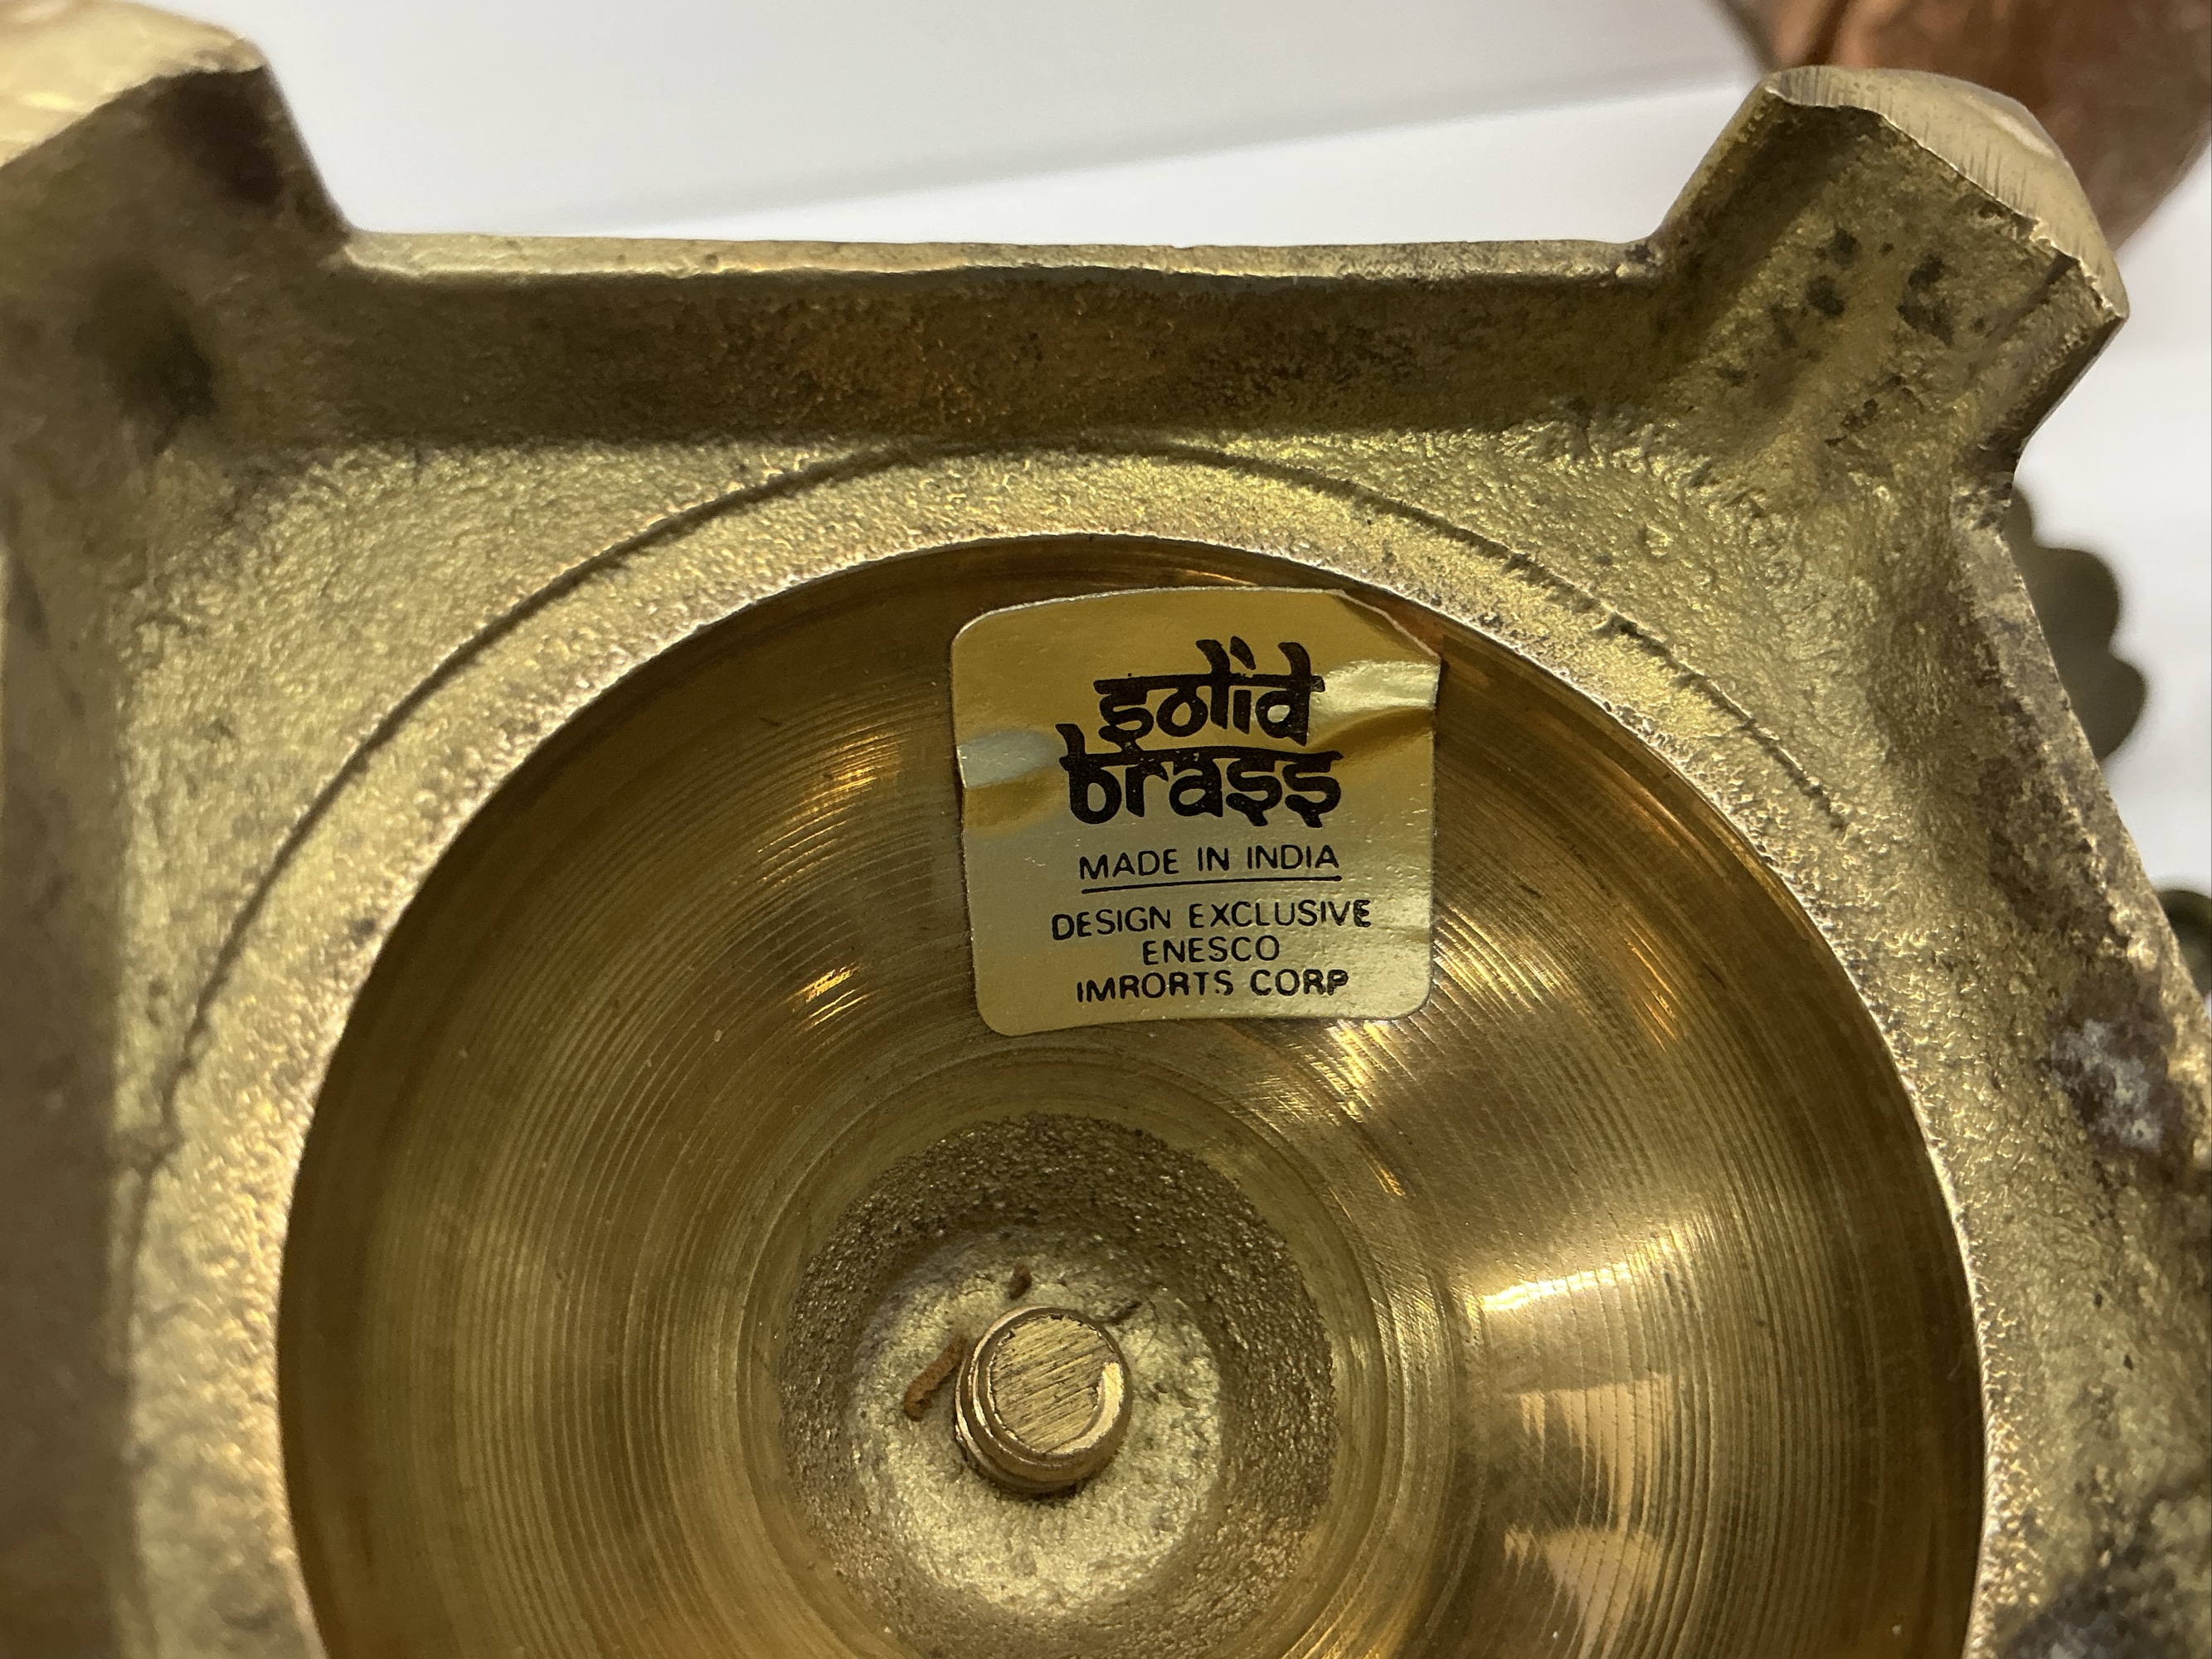 solid
brass
MADE IN INDIA
DESIGN EXCLUSIVE
ENESCO
IMRORTS CORP